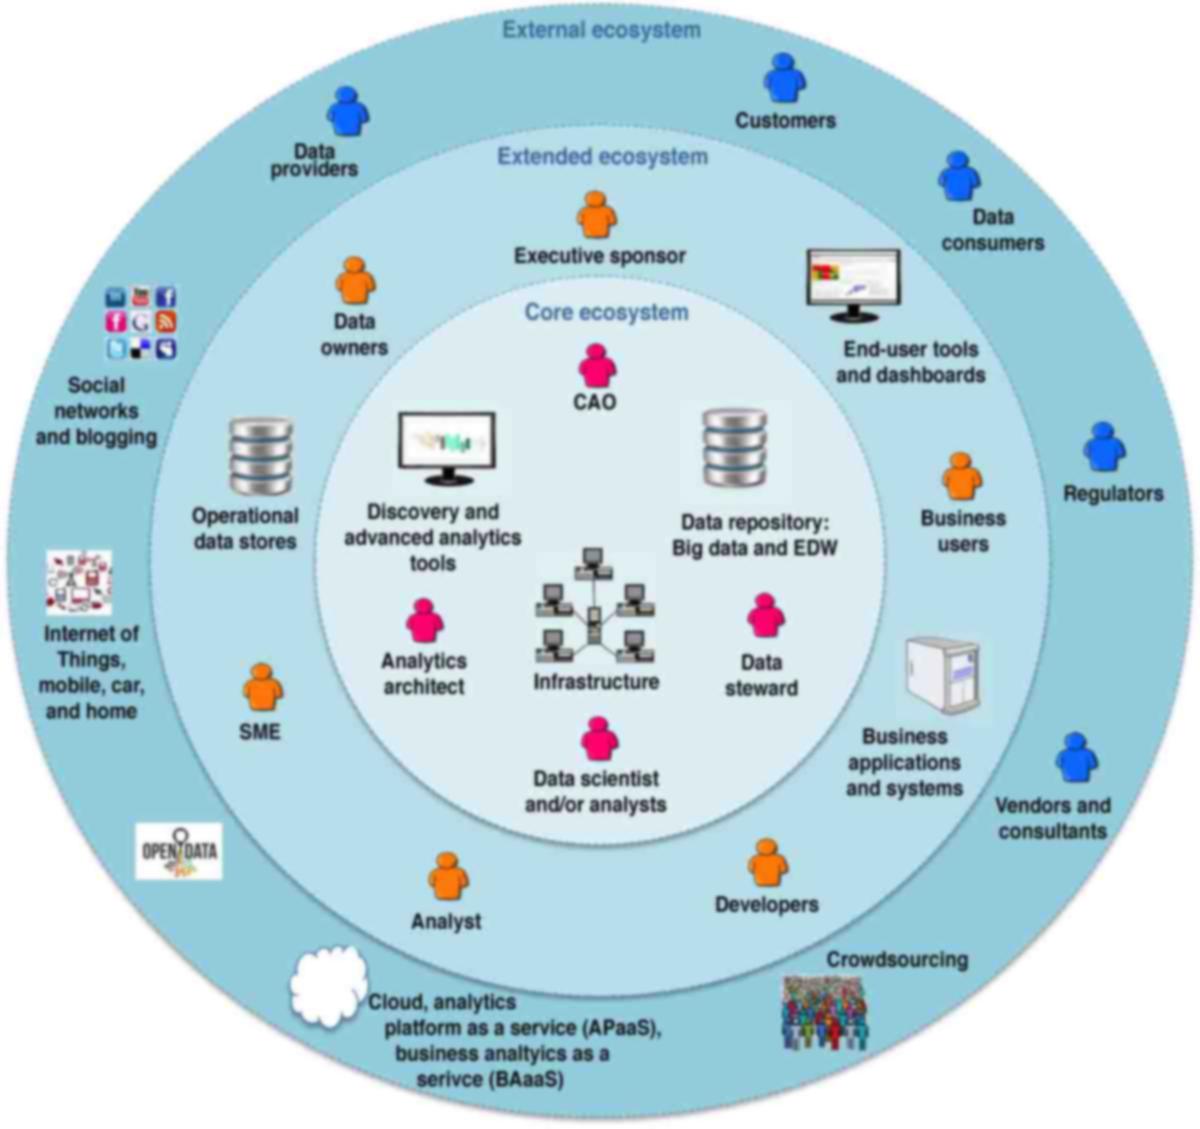 External ecosystem
Customers
Data
providers
Extended ecosystem
Data
consumers
Executive sponsor
Data
owners
Core ecosystem
End-user tools
and dashboards
Social
networks
and blogging
CAO
Operational
data stores
Discovery and
advanced analytics
tools
Data repository:
Big data and EDW
Business
users
Regulators
Internet of
Things,
mobile, car,
and home
Analytics
architect
Infrastructure
Data
steward
SME
Data scientist
and/or analysts
Business
applications
and systems
Vendors and
consultants
OPEN DATA
Analyst
Developers
Crowdsourcing
Cloud, analytics
platform as a service (APaaS),
business analtyics as a
serivce (BAaaS)